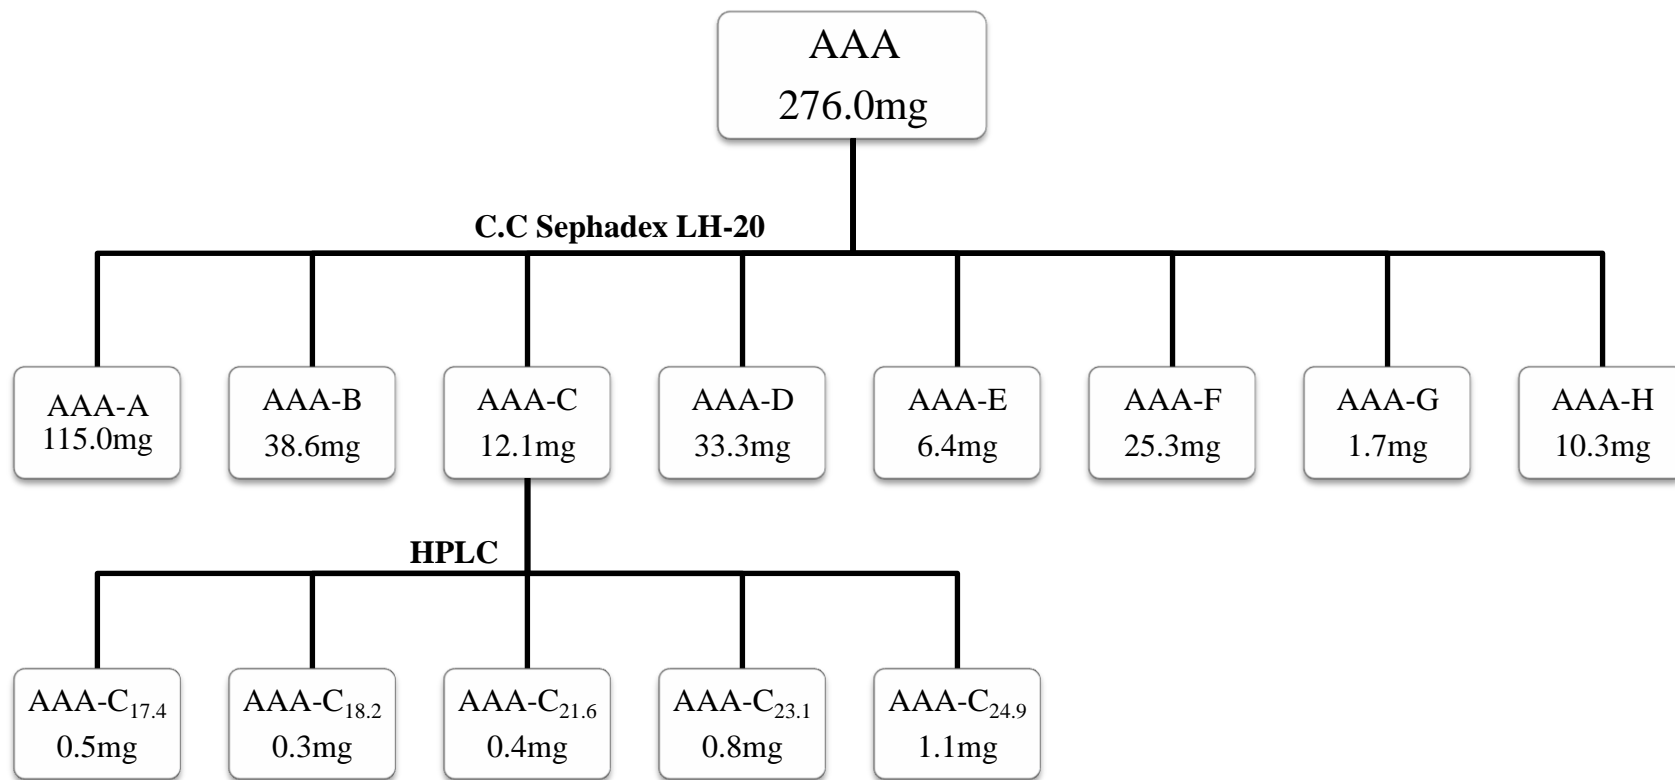 AAA
276.0mg
C.C Sephadex LH-20
AAA-A
115.0mg
AAA-B
38.6mg
AAA-C
12.1mg
AAA-D
33.3mg
AAA-E
6.4mg
AAA-F
25.3mg
AAA-G
1.7mg
AAA-H
10.3mg
HPLC
AAA-C₁₇.₄
0.5mg
AAA-C₁₈.₂
0.3mg
AAA-C₂₁.₆
0.4mg
AAA-C₂₃.₁
0.8mg
AAA-C₂₄.₉
1.1mg